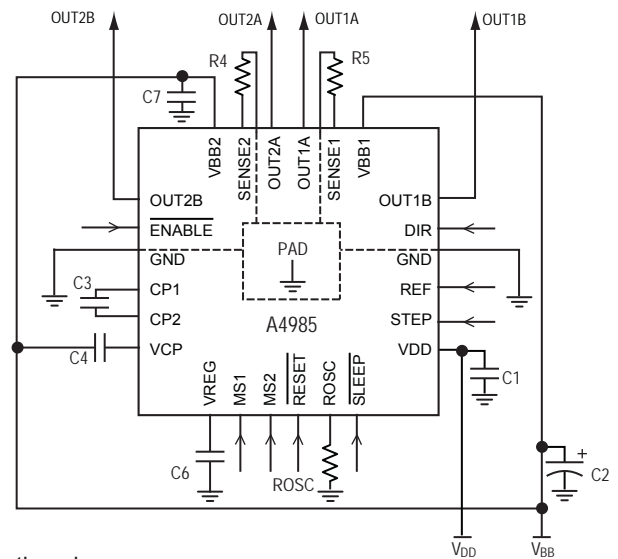 OUT2B
OUT2A
OUT1A
OUT1B
R4
R5
C7
VBB2
SENSE2
OUT2A
OUT1A
SENSE1
VBB1
OUT2B
OUT1B
ENABLE
DIR
GND
PAD
GND
C3
CP1
REF
CP2
A4985
STEP
C4
VCP
VDD
C1
VREG
MS1
MS2
RESET
ROSC
SLEEP
C6
ROSC
+
C2
VDD
VBB